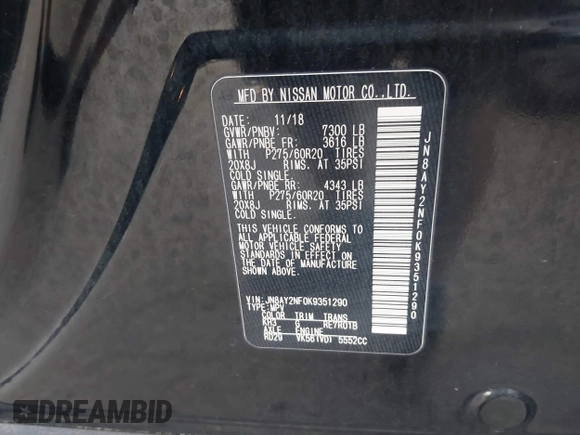 MFD BY NISSAN MOTOR CO.,LTD.
DATE: 11/18
GVWR/PNBV: 7300 LB
GAWR/PNBE FR: 3616 LB
WITH P275/60R20 TIRES
20X8J RIMS. AT 35PSI
COLD SINGLE.
GAWR/PNBE RR: 4343 LB
WITH P275/60R20 TIRES
20X8J RIMS. AT 35PSI
COLD SINGLE.
THIS VEHICLE CONFORMS TO
ALL APPLICABLE FEDERAL
MOTOR VEHICLE SAFETY
STANDARDS IN EFFECT ON
THE DATE OF MANUFACTURE
SHOWN ABOVE.
VIN: JN8AY2NF0K9351290
TYPE: MPV
COLOR TRIM TRANS
KH3 G RE7R01B
AXLE ENGINE
RD20 VK56(VD) 5552CC
JN8AY2NF0K9351290
DREAMBID